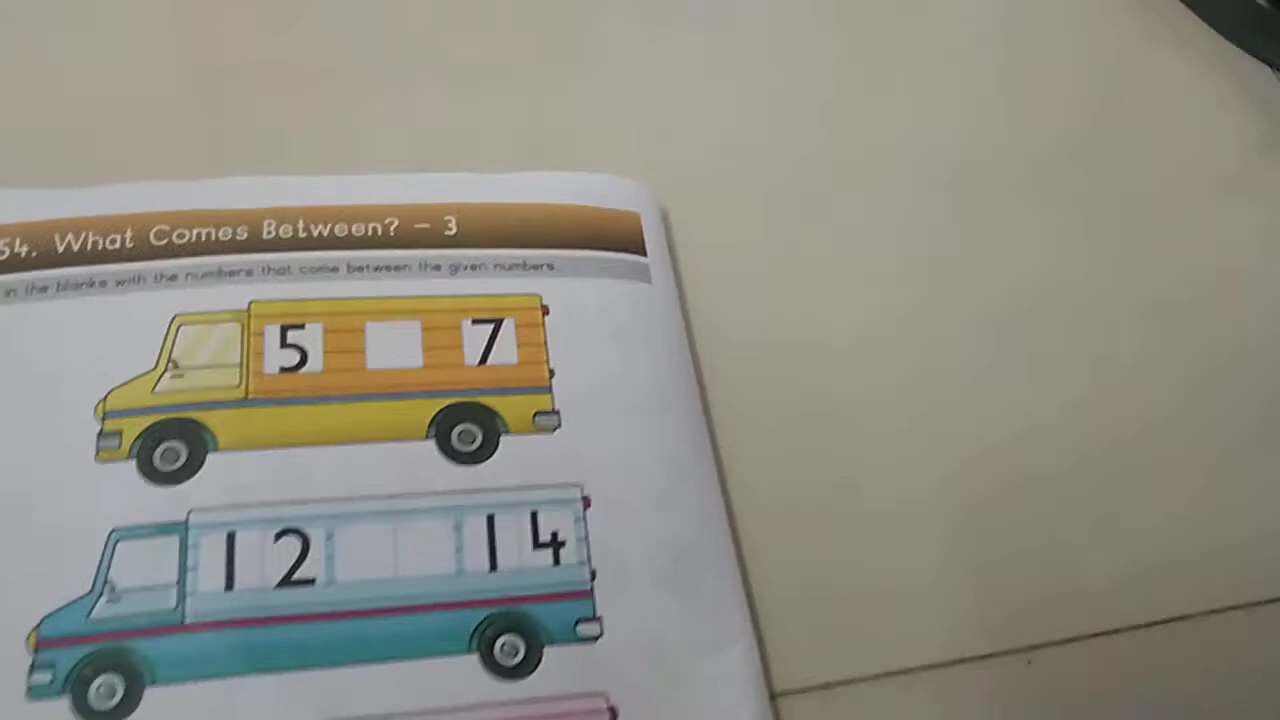 54. What Comes Between? – 3
in the blanks with the numbers that come between the given numbers.
5 7
12 14